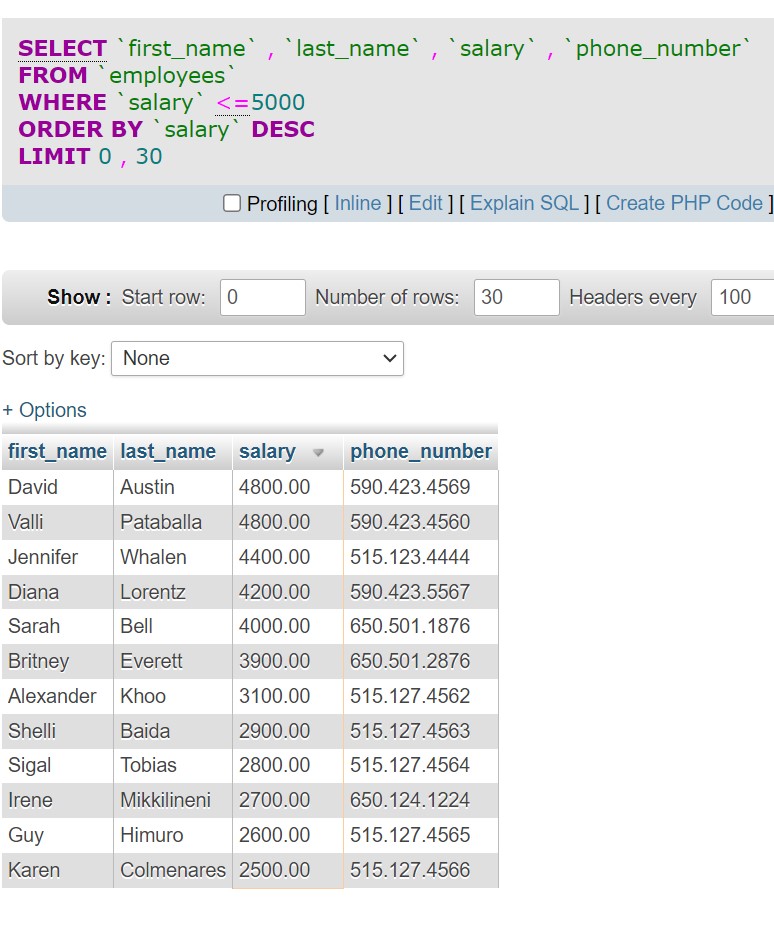 SELECT `first_name` , `last_name` , `salary` , `phone_number`
FROM `employees`
WHERE `salary` <=5000
ORDER BY `salary` DESC
LIMIT 0 , 30
Profiling [ Inline ] [ Edit ] [ Explain SQL ] [ Create PHP Code ]
Show : Start row: 0 Number of rows: 30 Headers every 100
Sort by key: None
+ Options
first_name last_name salary phone_number
David Austin 4800.00 590.423.4569
Valli Pataballa 4800.00 590.423.4560
Jennifer Whalen 4400.00 515.123.4444
Diana Lorentz 4200.00 590.423.5567
Sarah Bell 4000.00 650.501.1876
Britney Everett 3900.00 650.501.2876
Alexander Khoo 3100.00 515.127.4562
Shelli Baida 2900.00 515.127.4563
Sigal Tobias 2800.00 515.127.4564
Irene Mikkilineni 2700.00 650.124.1224
Guy Himuro 2600.00 515.127.4565
Karen Colmenares 2500.00 515.127.4566